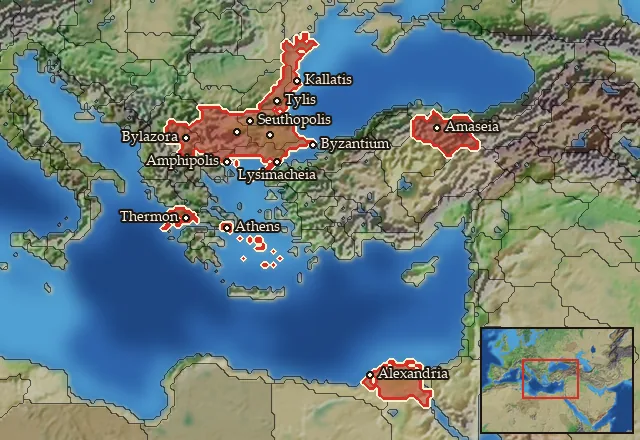 Kallatis
Tylis
Seuthopolis
Amaseia
Bylazora
Byzantium
Amphipolis
Lysimacheia
Thermon
Athens
Alexandria